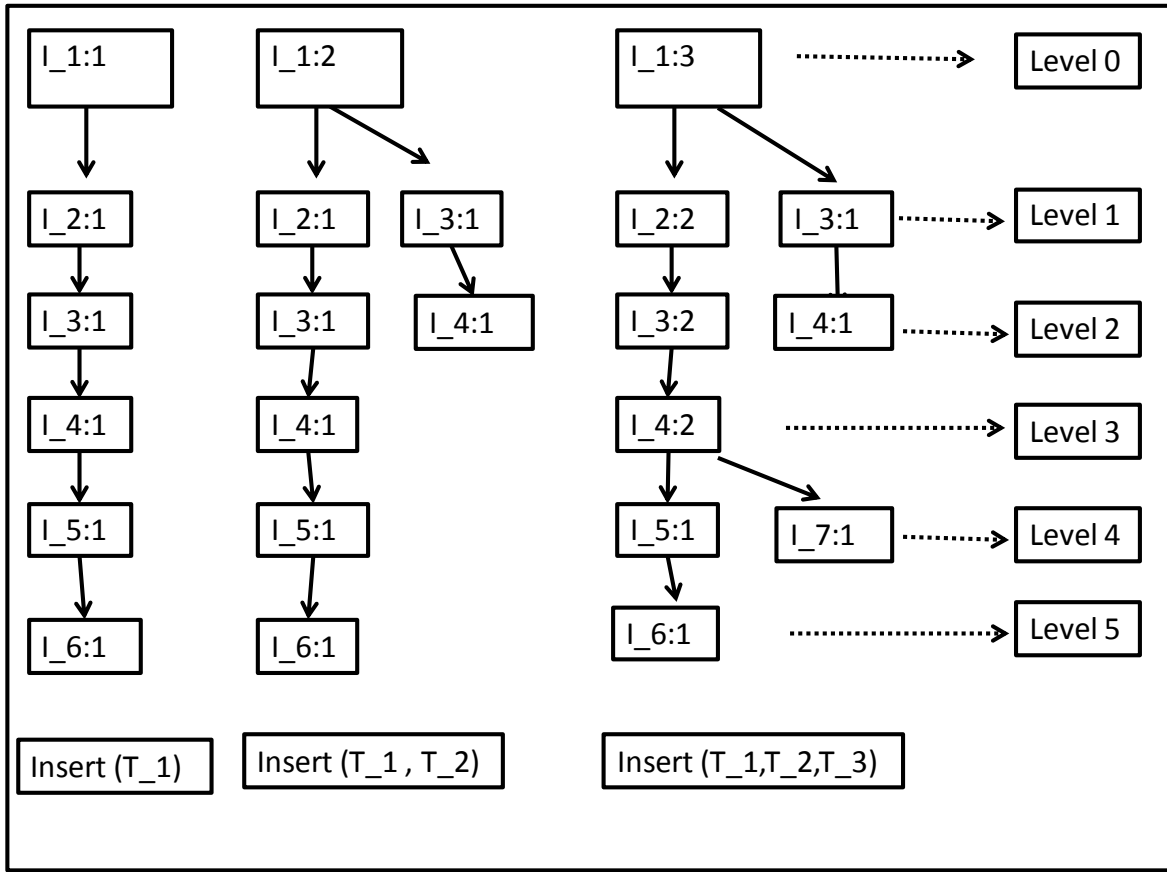 I_1:1
I_1:2
I_1:3
Level 0
I_2:1
I_2:1
I_3:1
I_2:2
I_3:1
Level 1
I_3:1
I_3:1
I_4:1
I_3:2
I_4:1
Level 2
I_4:1
I_4:1
I_4:2
Level 3
I_5:1
I_5:1
I_5:1
I_7:1
Level 4
I_6:1
I_6:1
I_6:1
Level 5
Insert (T_1)
Insert (T_1 , T_2)
Insert (T_1,T_2,T_3)